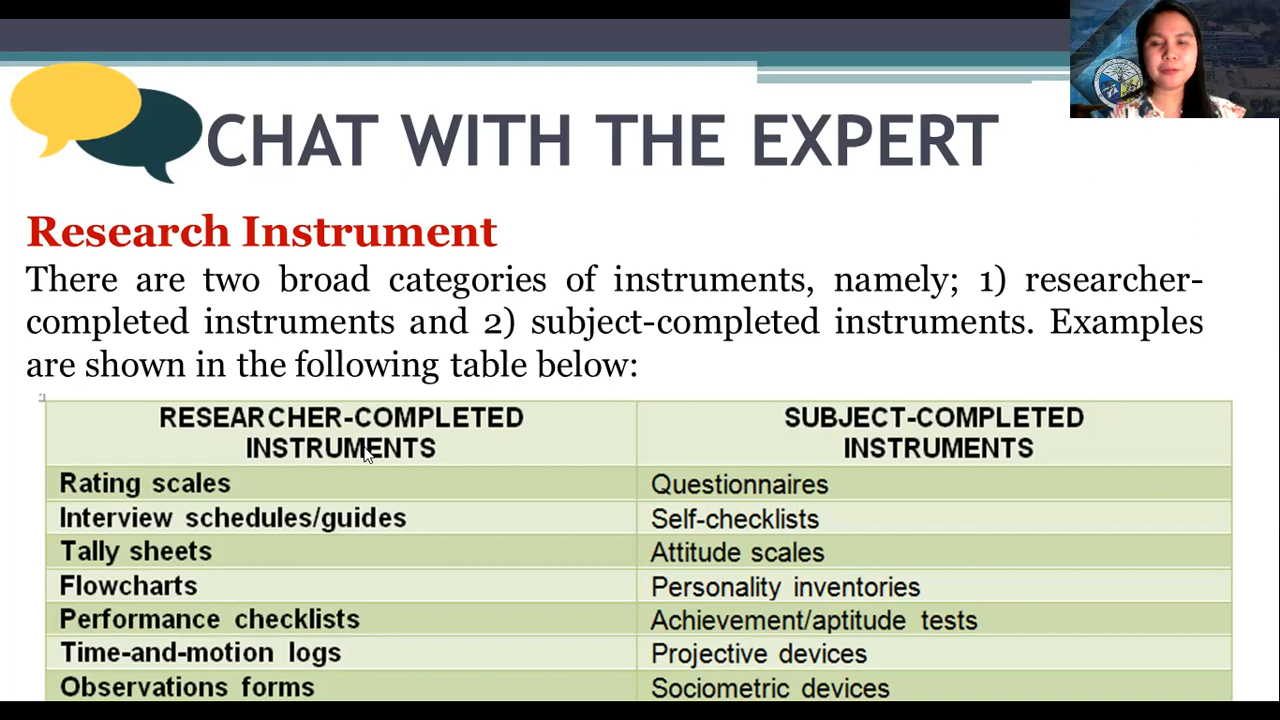 CHAT WITH THE EXPERT
Research Instrument
There are two broad categories of instruments, namely; 1) researcher-
completed instruments and 2) subject-completed instruments. Examples
are shown in the following table below:
RESEARCHER-COMPLETED
INSTRUMENTS
SUBJECT-COMPLETED
INSTRUMENTS
Rating scales
Questionnaires
Interview schedules/guides
Self-checklists
Tally sheets
Attitude scales
Flowcharts
Personality inventories
Performance checklists
Achievement/aptitude tests
Time-and-motion logs
Projective devices
Observations forms
Sociometric devices